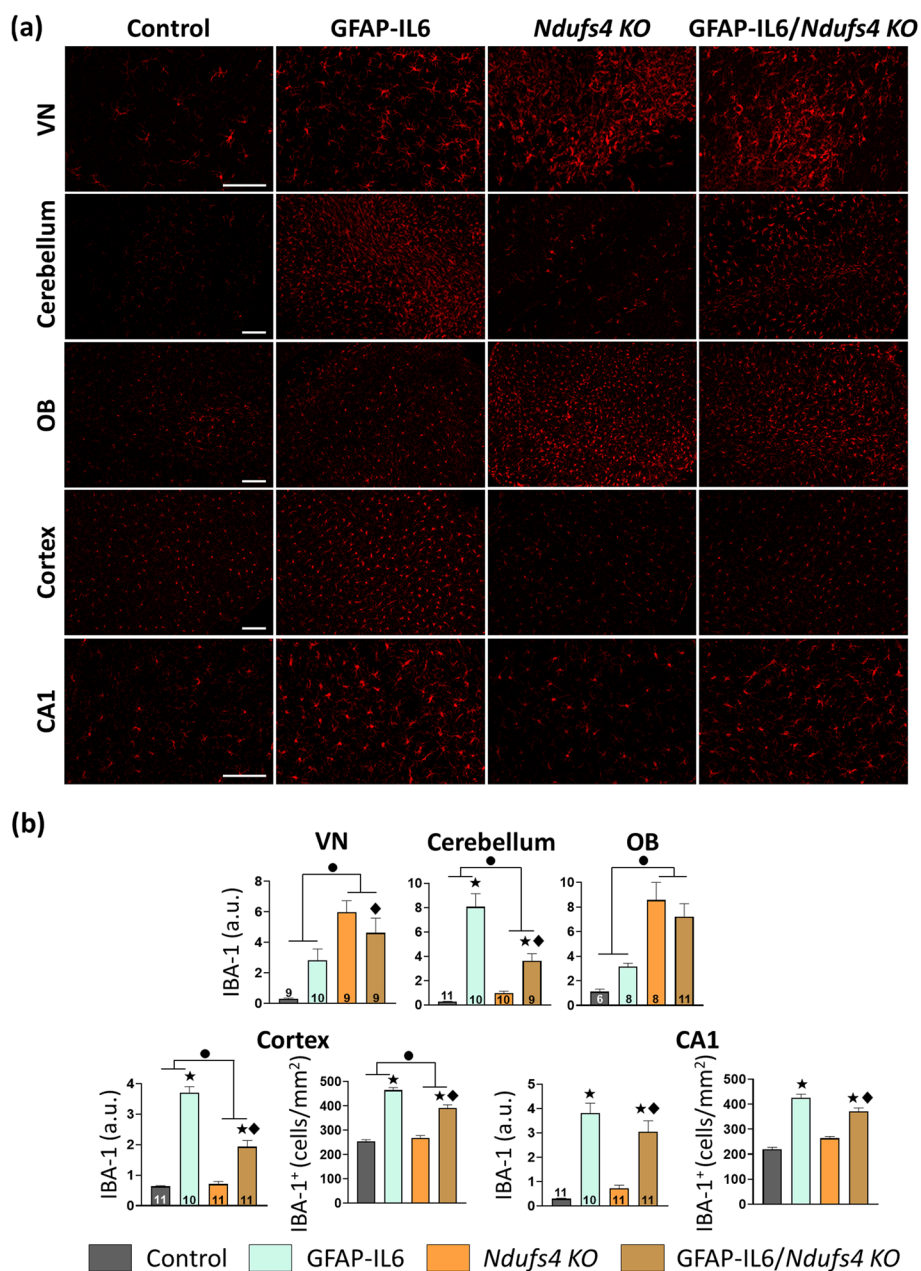 (a)
Control GFAP-IL6 Ndufs4 KO GFAP-IL6/Ndufs4 KO
VN
Cerebellum
OB
Cortex
CA1
(b)
VN
IBA-1 (a.u.)
8
6
4
2
0
9 10 9 9
Cerebellum
10
8
6
4
2
0
11 10 10 9
OB
10
8
6
4
2
0
6 8 8 11
Cortex
IBA-1 (a.u.)
4
3
2
1
0
11 10 11 11
IBA-1+ (cells/mm2)
500
400
300
200
100
0
CA1
IBA-1 (a.u.)
5
4
3
2
1
0
11 10 11 11
IBA-1+ (cells/mm2)
500
400
300
200
100
0
Control GFAP-IL6 Ndufs4 KO GFAP-IL6/Ndufs4 KO